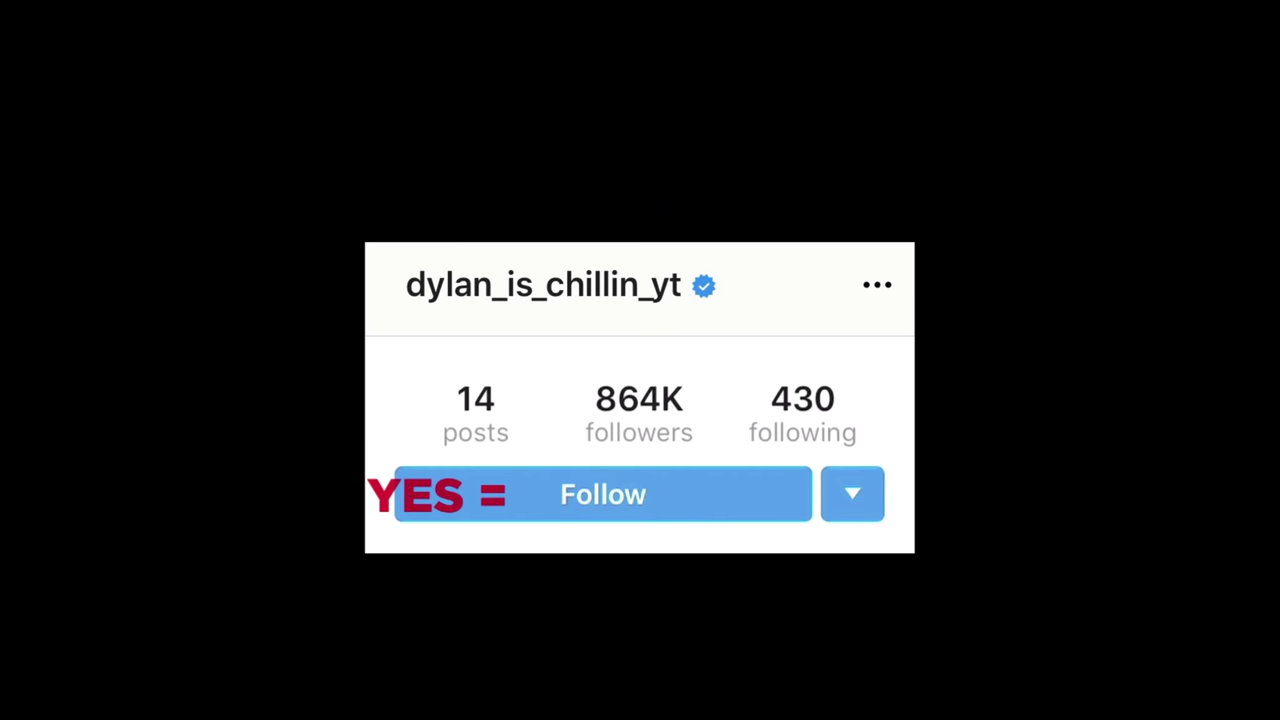 dylan_is_chillin_yt
14 864K 430
posts followers following
YES = Follow